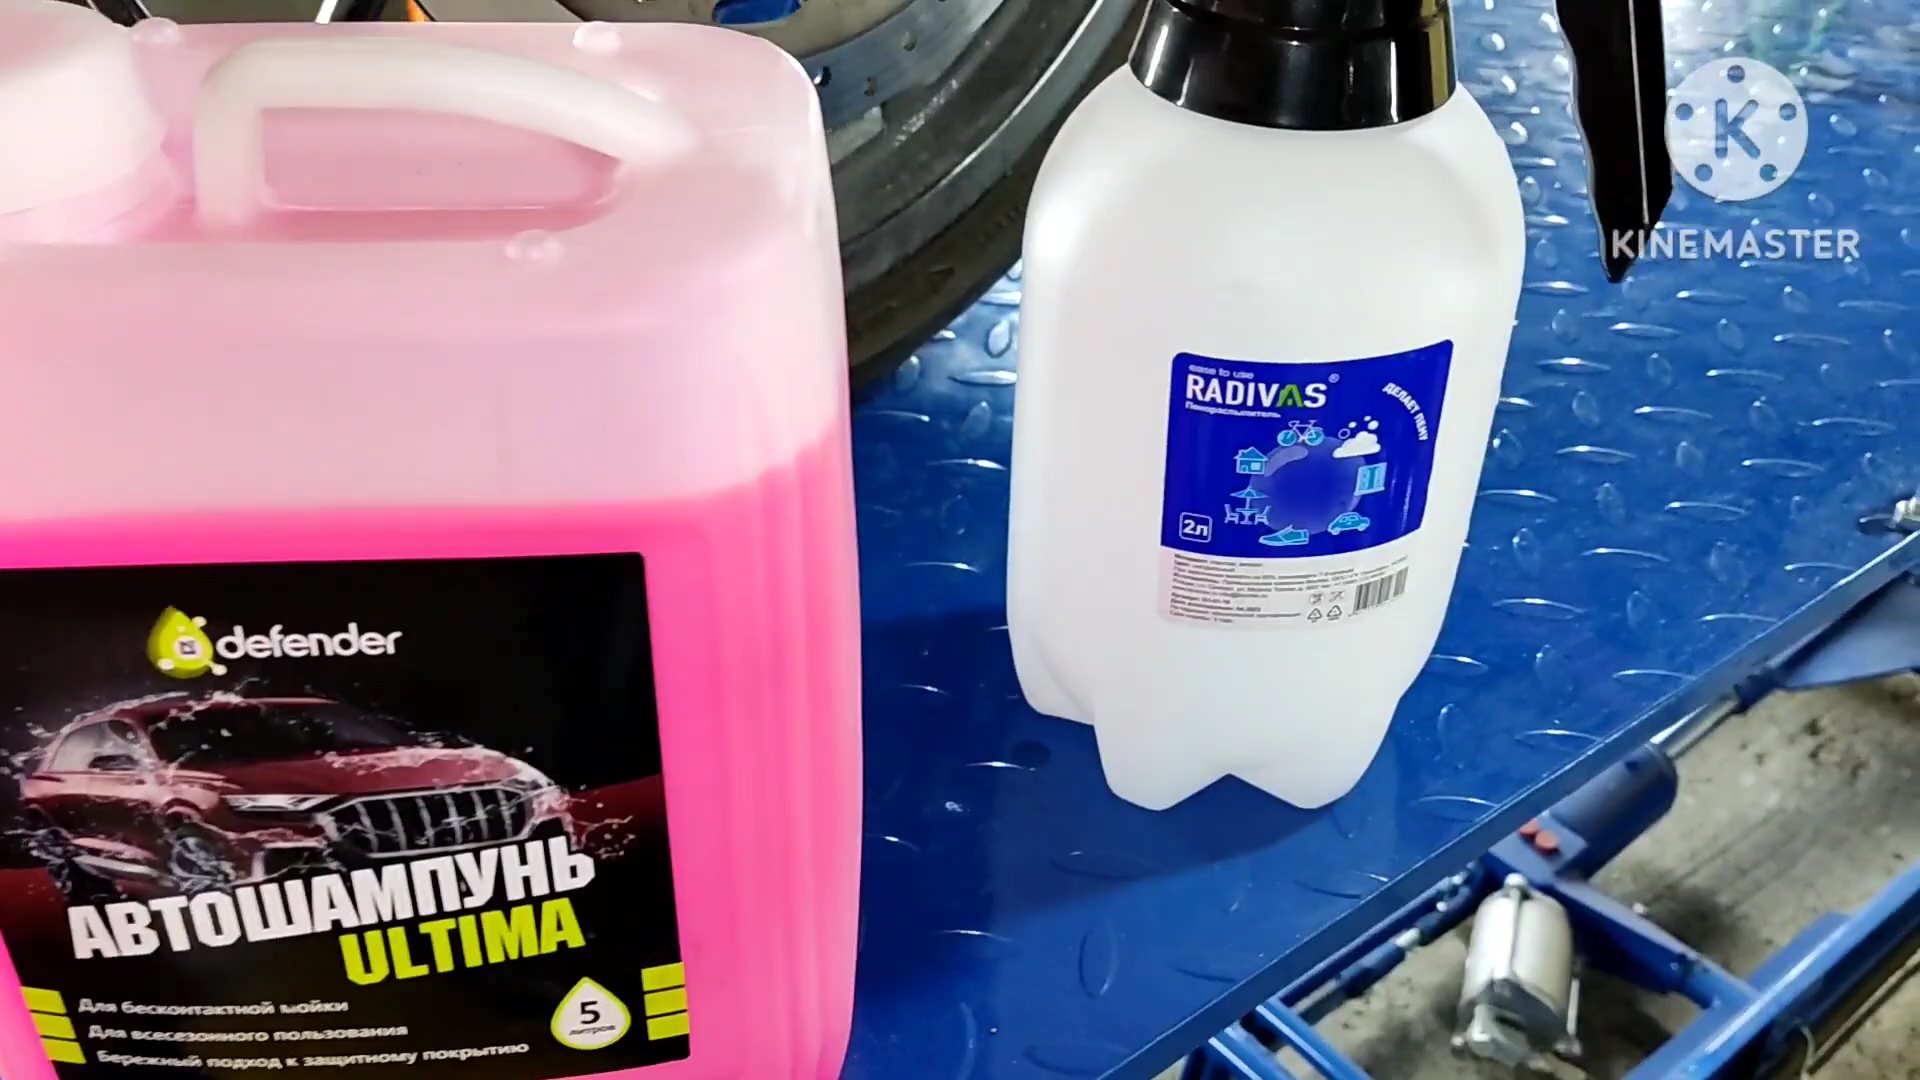 KINEMASTER
ease to use
RADIVAS®
Пенораспылитель
ДЕЛАЕТ ПЕНУ
2л
defender
АВТОШАМПУНЬ
ULTIMA
Для бесконтактной мойки
Для всесезонного пользования
Бережный подход к защитному покрытию
5
литров